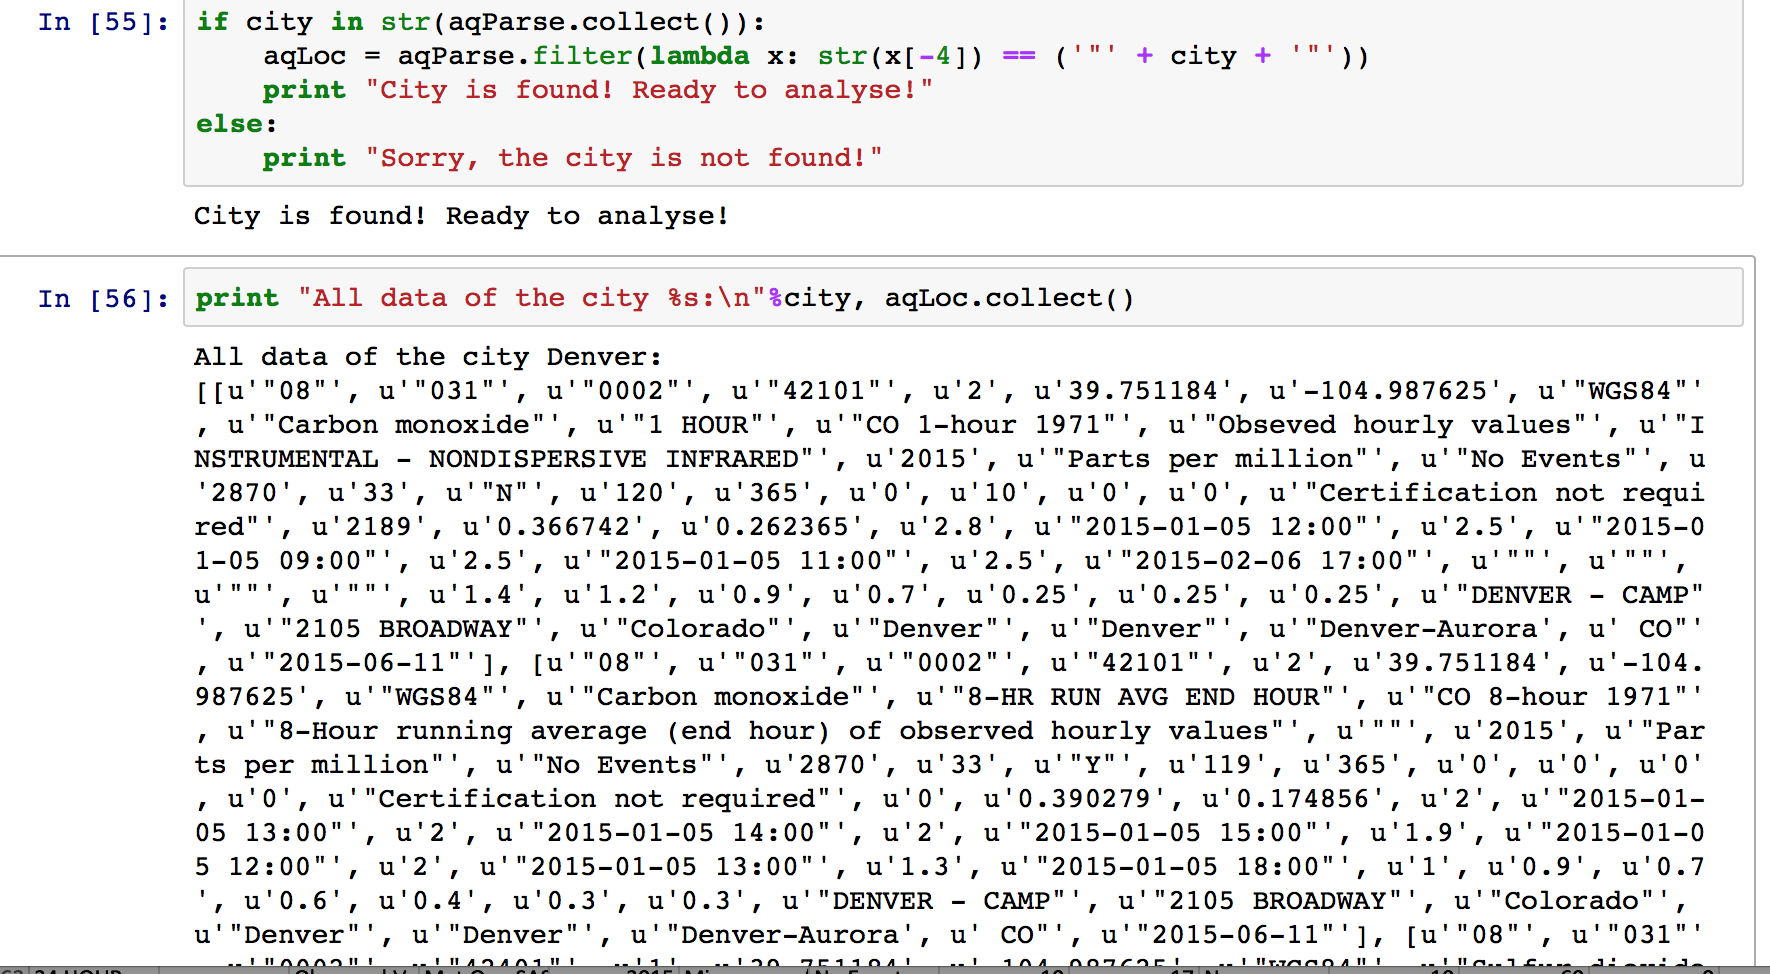 In [55]: if city in str(aqParse.collect()):
aqLoc = aqParse.filter(lambda x: str(x[-4]) == ('"' + city + '"'))
print "City is found! Ready to analyse!"
else:
print "Sorry, the city is not found!"
City is found! Ready to analyse!
In [56]: print "All data of the city %s:\n"%city, aqLoc.collect()
All data of the city Denver:
[[u'"08"', u'"031"', u'"0002"', u'"42101"', u'2', u'39.751184', u'-104.987625', u'"WGS84"'
, u'"Carbon monoxide"', u'"1 HOUR"', u'"CO 1-hour 1971"', u'"Obseved hourly values"', u'"I
NSTRUMENTAL - NONDISPERSIVE INFRARED"', u'2015', u'"Parts per million"', u'"No Events"', u
'2870', u'33', u'"N"', u'120', u'365', u'0', u'10', u'0', u'0', u'"Certification not requi
red"', u'2189', u'0.366742', u'0.262365', u'2.8', u'"2015-01-05 12:00"', u'2.5', u'"2015-0
1-05 09:00"', u'2.5', u'"2015-01-05 11:00"', u'2.5', u'"2015-02-06 17:00"', u'""', u'""',
u'""', u'""', u'1.4', u'1.2', u'0.9', u'0.7', u'0.25', u'0.25', u'0.25', u'"DENVER - CAMP"
', u'"2105 BROADWAY"', u'"Colorado"', u'"Denver"', u'"Denver"', u'"Denver-Aurora', u' CO"'
, u'"2015-06-11"'], [u'"08"', u'"031"', u'"0002"', u'"42101"', u'2', u'39.751184', u'-104.
987625', u'"WGS84"', u'"Carbon monoxide"', u'"8-HR RUN AVG END HOUR"', u'"CO 8-hour 1971"'
, u'"8-Hour running average (end hour) of observed hourly values"', u'""', u'2015', u'"Par
ts per million"', u'"No Events"', u'2870', u'33', u'"Y"', u'119', u'365', u'0', u'0', u'0'
, u'0', u'"Certification not required"', u'0', u'0.390279', u'0.174856', u'2', u'"2015-01-
05 13:00"', u'2', u'"2015-01-05 14:00"', u'2', u'"2015-01-05 15:00"', u'1.9', u'"2015-01-0
5 12:00"', u'2', u'"2015-01-05 13:00"', u'1.3', u'"2015-01-05 18:00"', u'1', u'0.9', u'0.7
', u'0.6', u'0.4', u'0.3', u'0.3', u'"DENVER - CAMP"', u'"2105 BROADWAY"', u'"Colorado"',
u'"Denver"', u'"Denver"', u'"Denver-Aurora', u' CO"', u'"2015-06-11"'], [u'"08"', u'"031"'